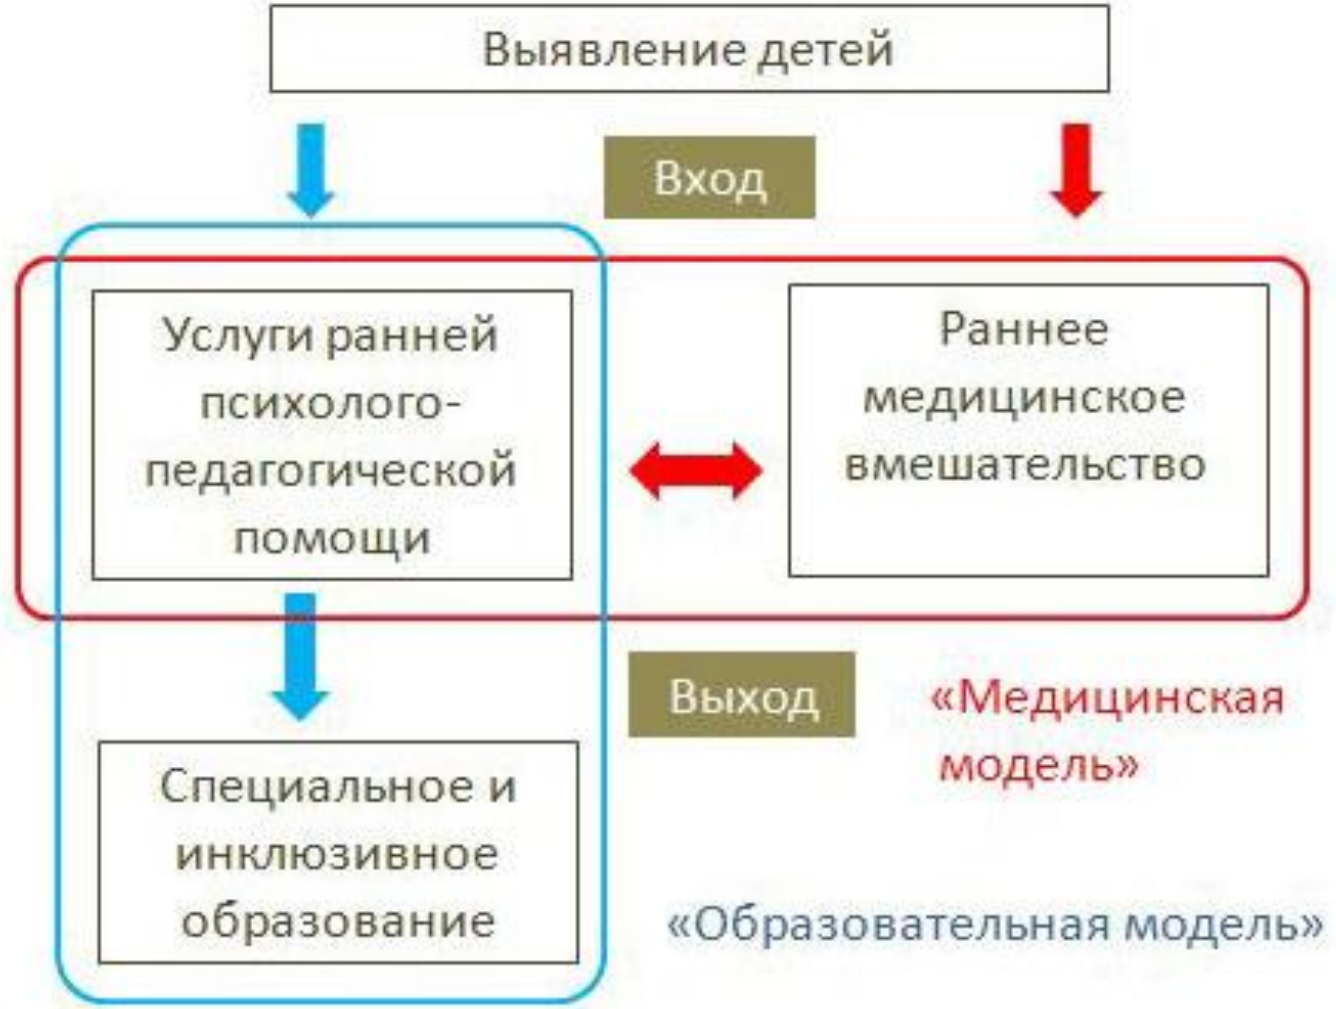 Выявление детей
Вход
Услуги ранней
психолого-
педагогической
помощи
Раннее
медицинское
вмешательство
Выход
«Медицинская
модель»
Специальное и
инклюзивное
образование
«Образовательная модель»